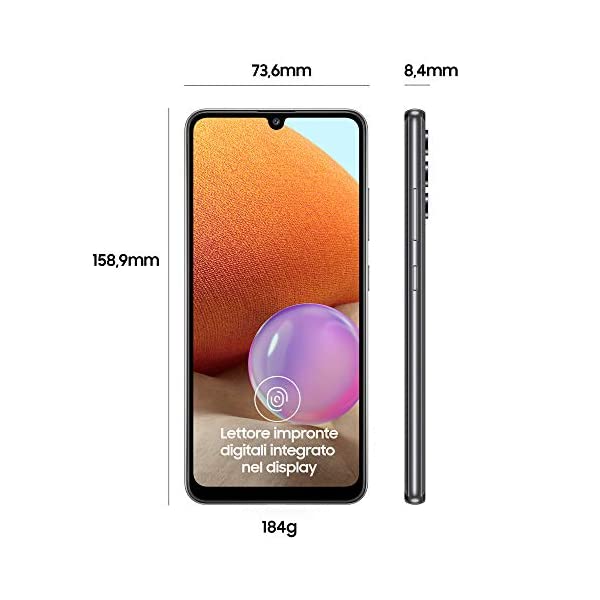 73,6mm
8,4mm
158,9mm
Lettore impronte
digitali integrato
nel display
184g